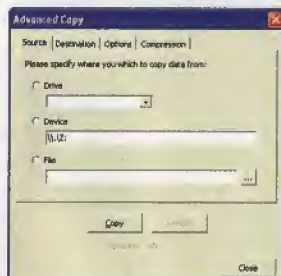 Advanced Copy
Source Destination Options Compression
Please specify where you which to copy data from:
Drive
Device
\\.\Z:
File
...
Copy
Close